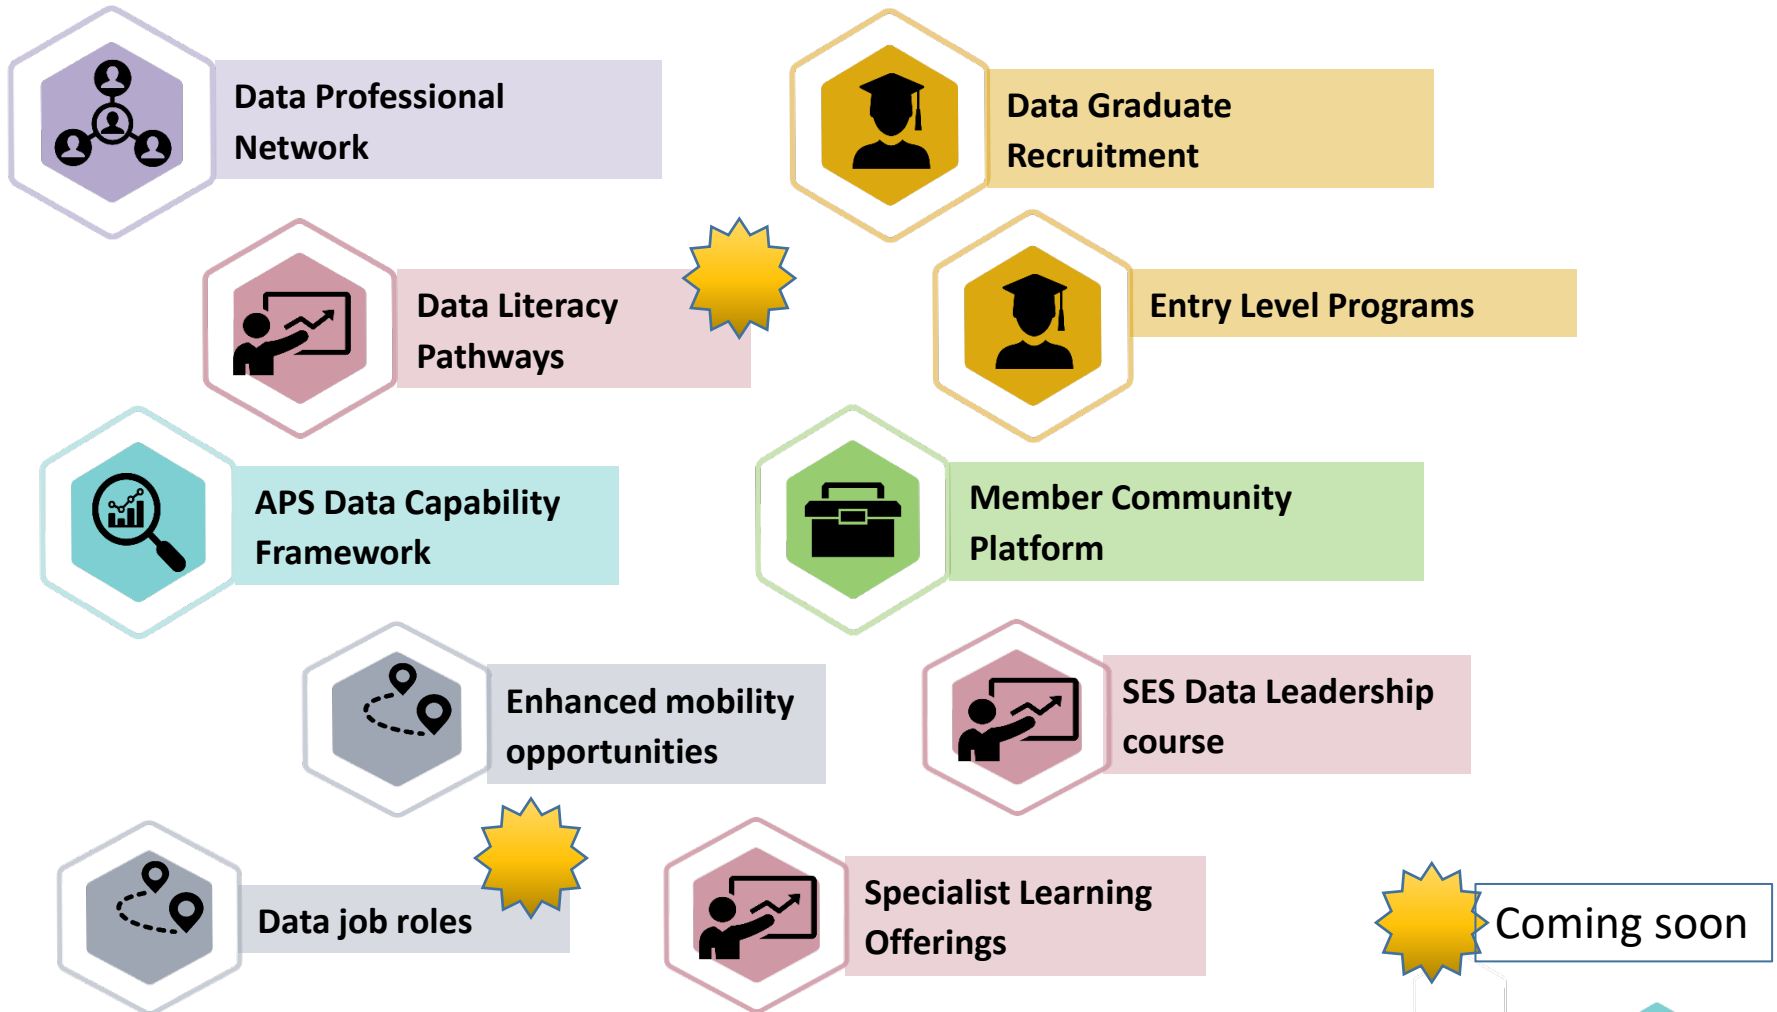 Data Professional
Network
Data Graduate
Recruitment
Data Literacy
Pathways
Entry Level Programs
APS Data Capability
Framework
Member Community
Platform
Enhanced mobility
opportunities
SES Data Leadership
course
Data job roles
Specialist Learning
Offerings
Coming soon